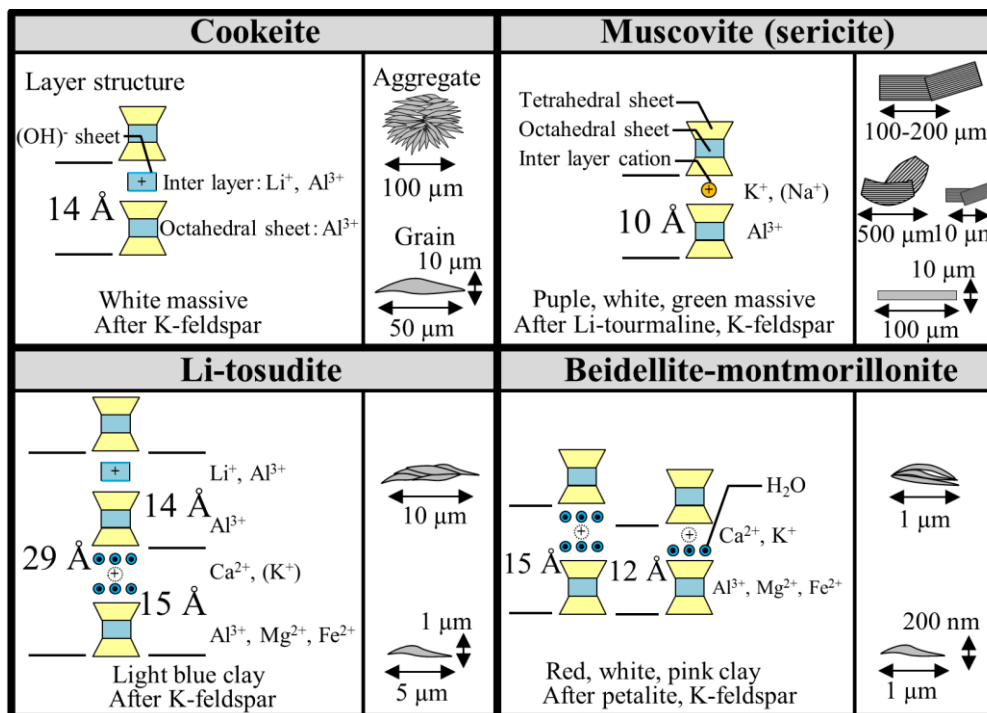 Cookeite
Layer structure
(OH)- sheet
+
Inter layer: Li⁺, Al³⁺
14 Å
Octahedral sheet: Al³⁺
White massive
After K-feldspar
Aggregate
100 µm
Grain
10 µm
50 µm
Muscovite (sericite)
Tetrahedral sheet
Octahedral sheet
Inter layer cation
+
K⁺, (Na⁺)
10 Å
Al³⁺
Puple, white, green massive
After Li-tourmaline, K-feldspar
100-200 µm
500 µm
10 µm
10 µm
100 µm
Li-tosudite
+
Li⁺, Al³⁺
14 Å
Al³⁺
29 Å
+
Ca²⁺, (K⁺)
15 Å
Al³⁺, Mg²⁺, Fe²⁺
Light blue clay
After K-feldspar
10 µm
1 µm
5 µm
Beidellite-montmorillonite
H₂O
+
+
Ca²⁺, K⁺
15 Å
12 Å
Al³⁺, Mg²⁺, Fe²⁺
Red, white, pink clay
After petalite, K-feldspar
1 µm
200 nm
1 µm